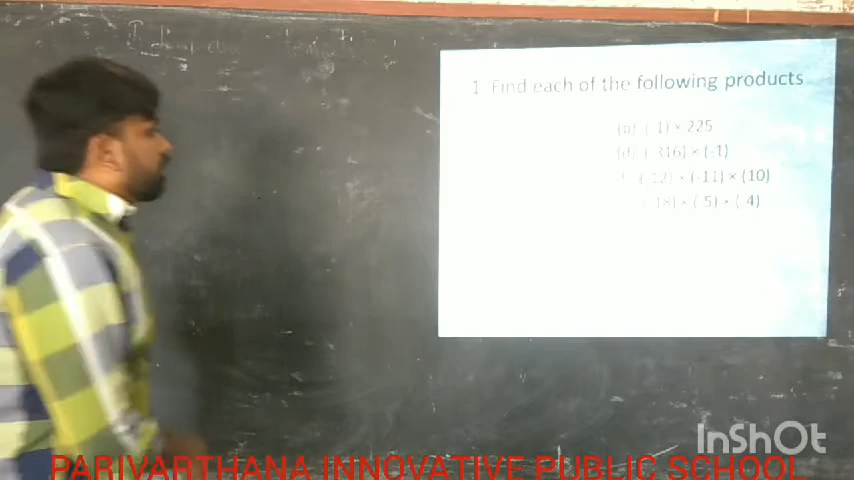 1 Find each of the following products
(a) (-1) × 225
(d) (-316) × (-1)
(-12) × (-11) × (10)
(-18) × (-5) × (-4)
InShOt
PARIVARTHANA INNOVATIVE PUBLIC SCHOOL